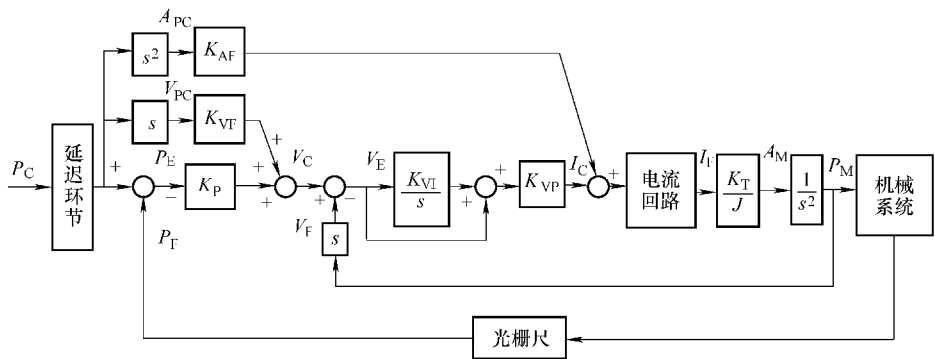 A_PC
s²
K_AF
V_PC
s
K_VF
P_C
延迟环节
+
P_E
−
K_P
+
+
+
V_C
+
−
V_E
K_VI
s
+
+
K_VP
I_C
+
电流
回路
I_F
K_T
J
A_M
1
s²
P_M
机械
系统
P_F
V_F
s
光栅尺